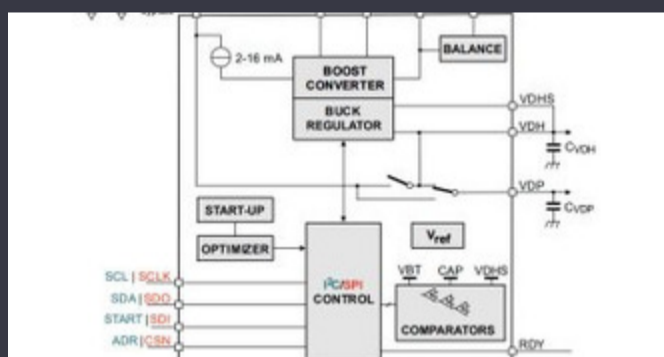 2-16 mA
BALANCE
BOOST
CONVERTER
BUCK
REGULATOR
VDHS
VDH
CVDH
VDP
CVDP
START-UP
OPTIMIZER
Vref
I²C/SPI
CONTROL
VBT CAP VDHS
COMPARATORS
SCL | SCLK
SDA | SDO
START | SDI
ADR | CSN
RDY